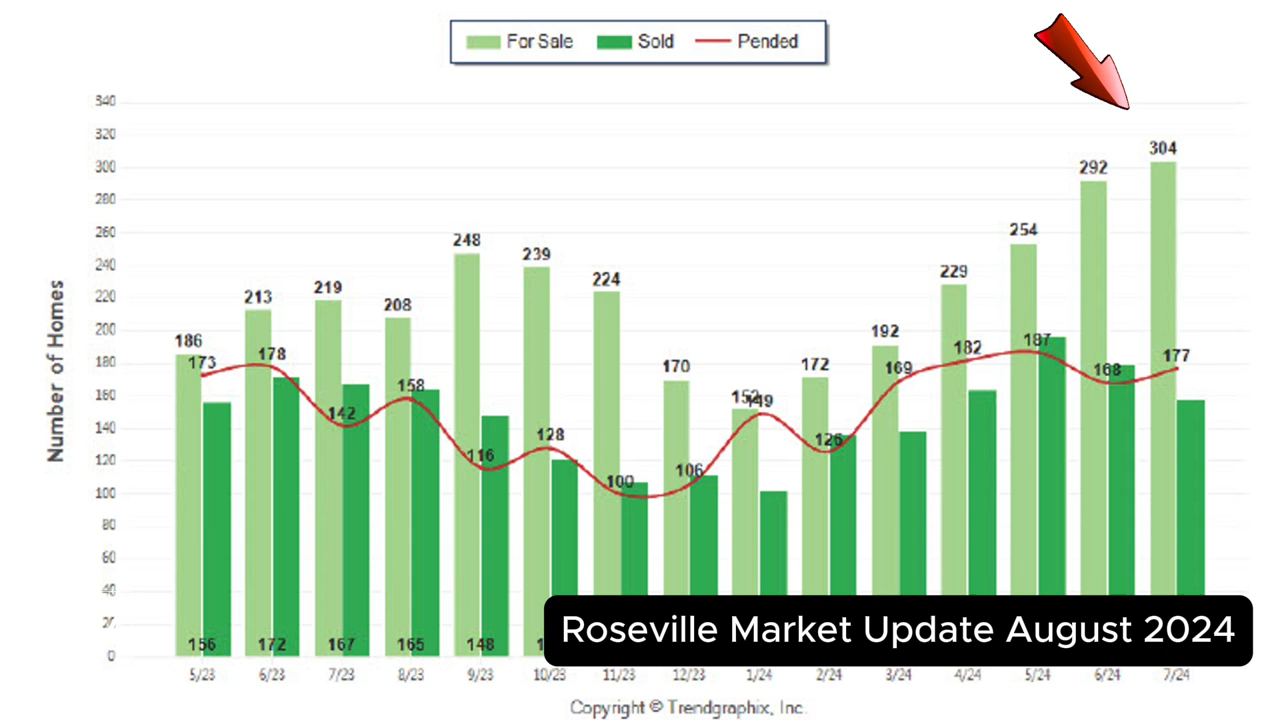 For Sale Sold Pended
340
320
300
280
260
240
220
200
180
160
140
120
100
80
60
40
0
Number of Homes
186 213 219 208 248 239 224 170 152 172 192 229 254 292 304
173 178 142 158 116 128 100 106 149 126 169 182 187 168 177
156 172 167 165 148
5/23 6/23 7/23 8/23 9/23 10/23 11/23 12/23 1/24 2/24 3/24 4/24 5/24 6/24 7/24
Roseville Market Update August 2024
Copyright © Trendgraphix, Inc.